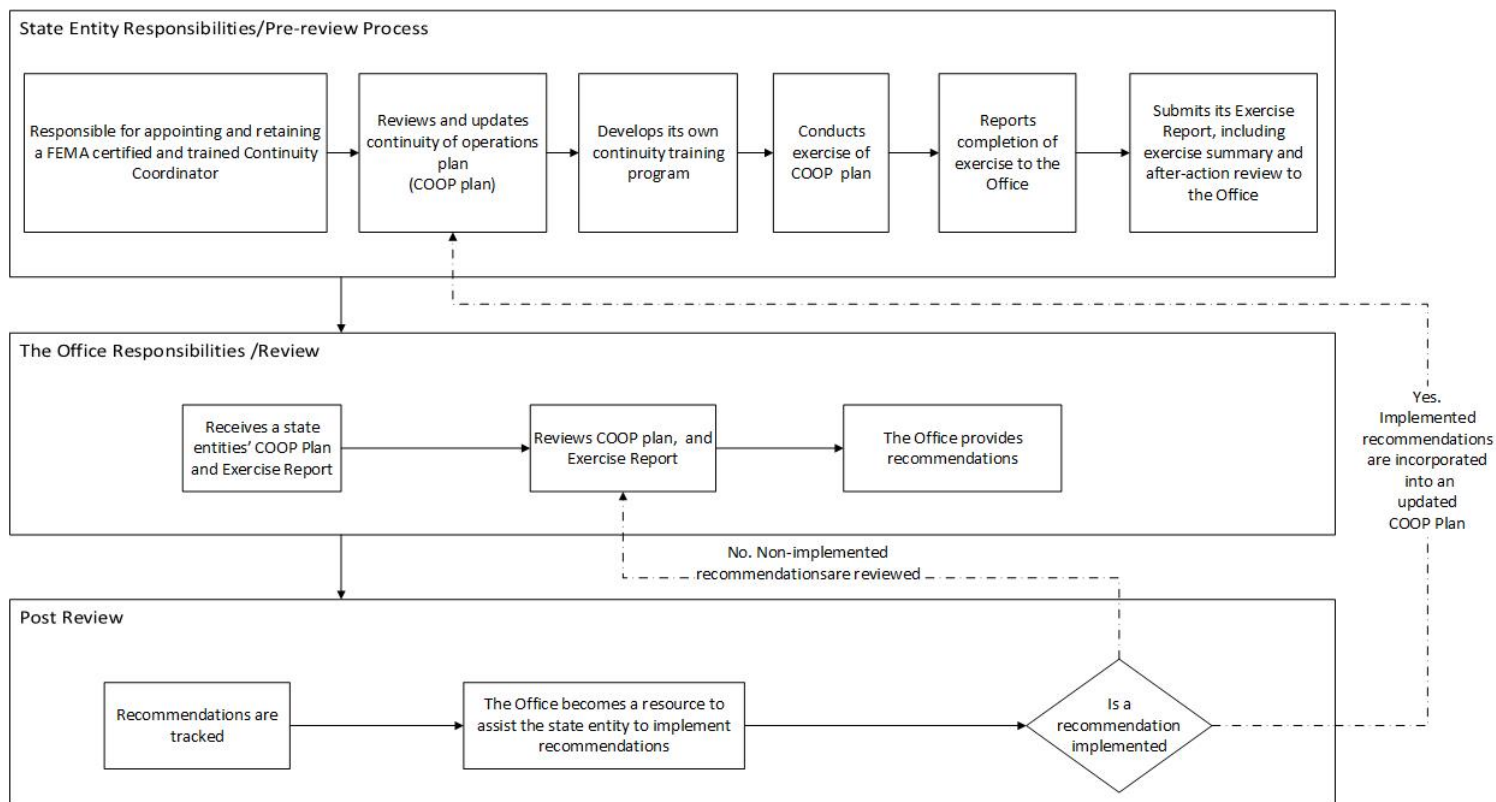 State Entity Responsibilities/Pre-review Process
Responsible for appointing and retaining
a FEMA certified and trained Continuity
Coordinator
Reviews and updates
continuity of operations
plan
(COOP plan)
Develops its own
continuity training
program
Conducts
exercise of
COOP plan
Reports
completion of
exercise to the
Office
Submits its Exercise
Report, including
exercise summary and
after-action review to
the Office
The Office Responsibilities /Review
Receives a state
entities’ COOP Plan
and Exercise Report
Reviews COOP plan, and
Exercise Report
The Office provides
recommendations
Yes.
Implemented
recommendations
are incorporated
into an
updated
COOP Plan
No. Non-implemented
recommendationsare reviewed
Post Review
Recommendations are
tracked
The Office becomes a resource to
assist the state entity to implement
recommendations
Is a
recommendation
implemented